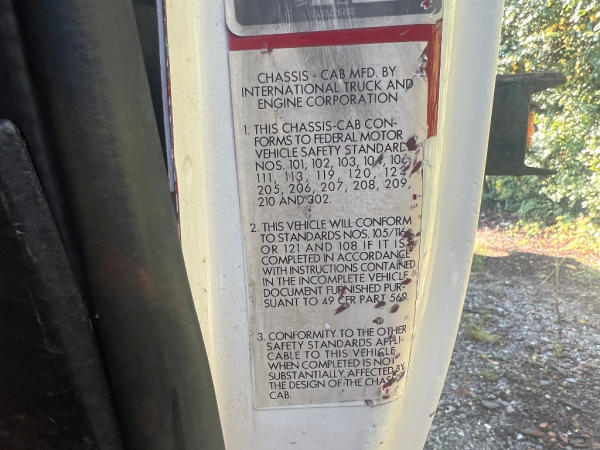 CHASSIS - CAB MFD. BY
INTERNATIONAL TRUCK AND
ENGINE CORPORATION
1. THIS CHASSIS-CAB CON-
FORMS TO FEDERAL MOTOR
VEHICLE SAFETY STANDARD
NOS. 101, 102, 103, 104, 106
111, 113, 119, 120, 124
205, 206, 207, 208, 209,
210 AND 302.
2. THIS VEHICLE WILL CONFORM
TO STANDARDS NOS. 105/116
OR 121 AND 108 IF IT IS
COMPLETED IN ACCORDANCE
WITH INSTRUCTIONS CONTAINED
IN THE INCOMPLETE VEHICLE
DOCUMENT FURNISHED PUR-
SUANT TO 49 CFR PART 568.
3. CONFORMITY TO THE OTHER
SAFETY STANDARDS APPLI-
CABLE TO THIS VEHICLE
WHEN COMPLETED IS NOT
SUBSTANTIALLY AFFECTED BY
THE DESIGN OF THE CHASSIS
CAB.